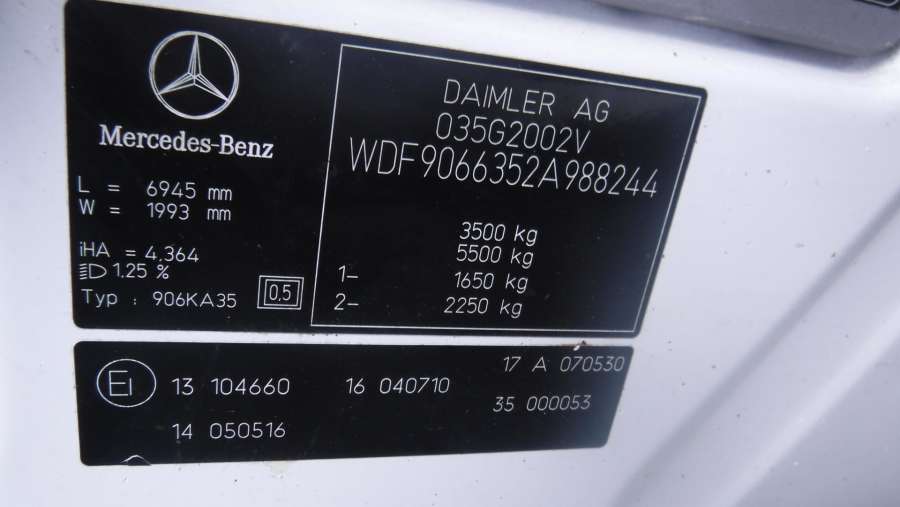 Mercedes-Benz
L = 6945 mm
W = 1993 mm
iHA = 4.364
1.25 %
Typ : 906KA35
0.5
DAIMLER AG
035G2002V
WDF9066352A988244
3500 kg
5500 kg
1– 1650 kg
2– 2250 kg
E1 13 104660 16 040710 17 A 070530
14 050516 35 000053